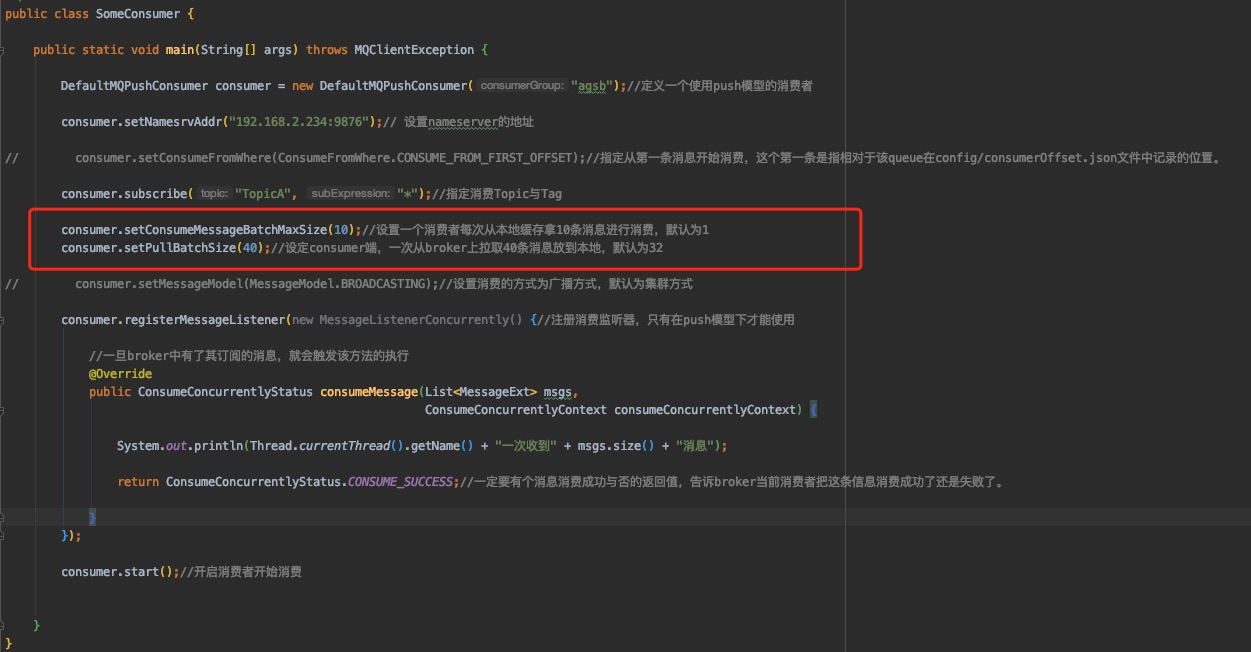 public class SomeConsumer {
public static void main(String[] args) throws MQClientException {
DefaultMQPushConsumer consumer = new DefaultMQPushConsumer( consumerGroup: "agsb");//定义一个使用push模型的消费者
consumer.setNamesrvAddr("192.168.2.234:9876");// 设置nameserver的地址
// consumer.setConsumeFromWhere(ConsumeFromWhere.CONSUME_FROM_FIRST_OFFSET);//指定从第一条消息开始消费，这个第一条是指相对于该queue在config/consumerOffset.json文件中记录的位置。
consumer.subscribe( topic: "TopicA", subExpression: "*");//指定消费Topic与Tag
consumer.setConsumeMessageBatchMaxSize(10);//设置一个消费者每次从本地缓存拿10条消息进行消费，默认为1
consumer.setPullBatchSize(40);//设定consumer端，一次从broker上拉取40条消息放到本地，默认为32
// consumer.setMessageModel(MessageModel.BROADCASTING);//设置消费的方式为广播方式，默认为集群方式
consumer.registerMessageListener(new MessageListenerConcurrently() {//注册消费监听器，只有在push模型下才能使用
//一旦broker中有了其订阅的消息，就会触发该方法的执行
@Override
public ConsumeConcurrentlyStatus consumeMessage(List<MessageExt> msgs,
ConsumeConcurrentlyContext consumeConcurrentlyContext) {
System.out.println(Thread.currentThread().getName() + "一次收到" + msgs.size() + "消息");
return ConsumeConcurrentlyStatus.CONSUME_SUCCESS;//一定要有个消息消费成功与否的返回值，告诉broker当前消费者把这条信息消费成功了还是失败了。
}
});
consumer.start();//开启消费者开始消费
}
}